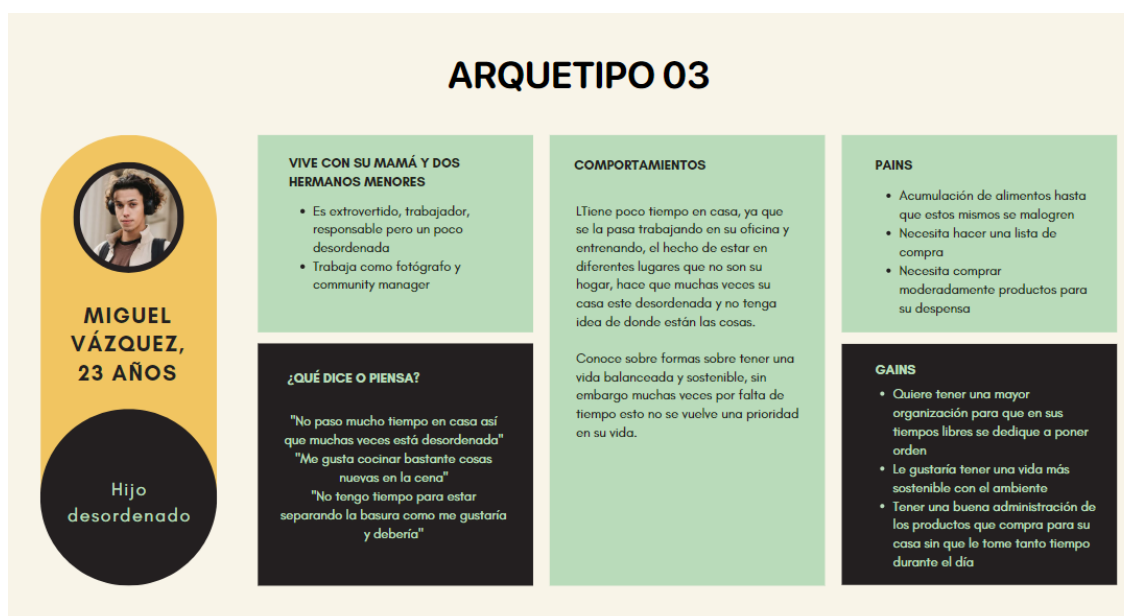 ARQUETIPO 03
MIGUEL
VÁZQUEZ,
23 AÑOS
Hijo
desordenado
VIVE CON SU MAMÁ Y DOS
HERMANOS MENORES
• Es extrovertido, trabajador,
responsable pero un poco
desordenada
• Trabaja como fotógrafo y
community manager
¿QUÉ DICE O PIENSA?
"No paso mucho tiempo en casa así
que muchas veces está desordenada"
"Me gusta cocinar bastante cosas
nuevas en la cena"
"No tengo tiempo para estar
separando la basura como me gustaría
y debería"
COMPORTAMIENTOS
LTiene poco tiempo en casa, ya que
se la pasa trabajando en su oficina y
entrenando, el hecho de estar en
diferentes lugares que no son su
hogar, hace que muchas veces su
casa este desordenada y no tenga
idea de donde están las cosas.
Conoce sobre formas sobre tener una
vida balanceada y sostenible, sin
embargo muchas veces por falta de
tiempo esto no se vuelve una prioridad
en su vida.
PAINS
• Acumulación de alimentos hasta
que estos mismos se malogren
• Necesita hacer una lista de
compra
• Necesita comprar
moderadamente productos para
su despensa
GAINS
• Quiere tener una mayor
organización para que en sus
tiempos libres se dedique a poner
orden
• Le gustaría tener una vida más
sostenible con el ambiente
• Tener una buena administración de
los productos que compra para su
casa sin que le tome tanto tiempo
durante el día